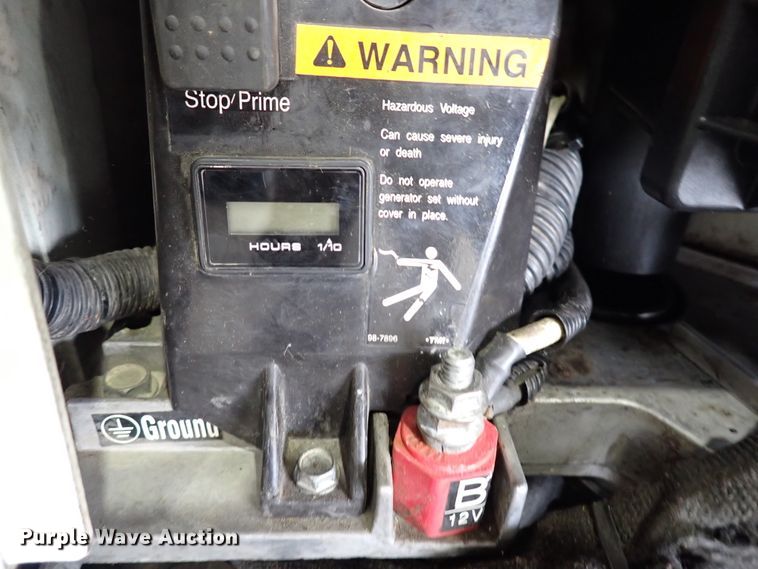 WARNING
Stop/Prime
Hazardous Voltage
Can cause severe injury
or death
Do not operate
generator set without
cover in place.
HOURS 1/10
98-7896
Ground
B
12V
Purple Wave Auction